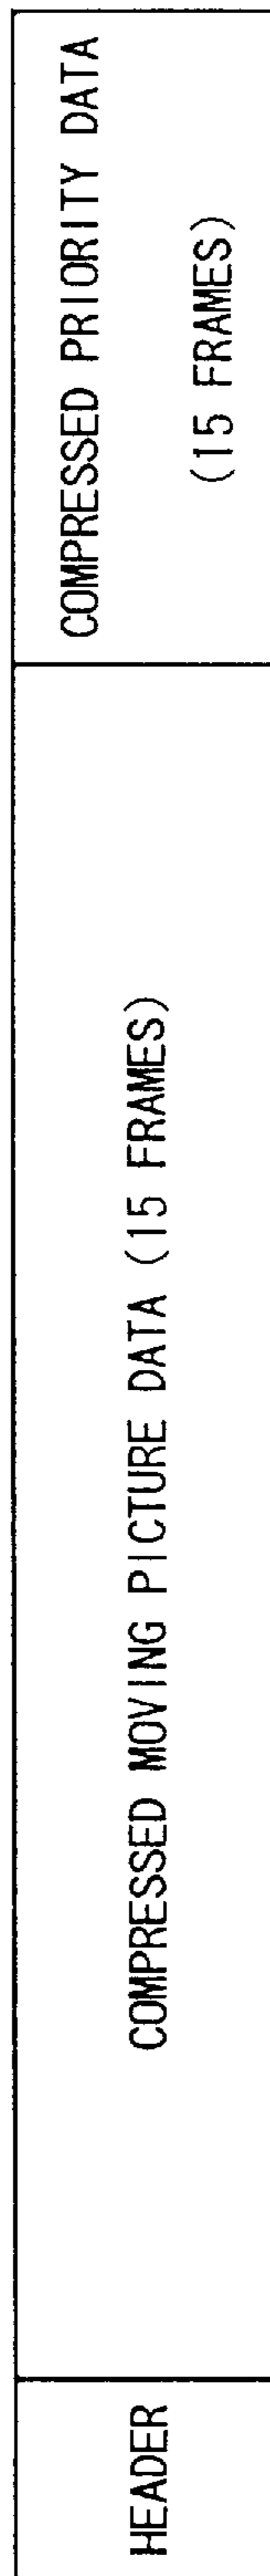 HEADER
COMPRESSED MOVING PICTURE DATA (15 FRAMES)
COMPRESSED PRIORITY DATA
(15 FRAMES)